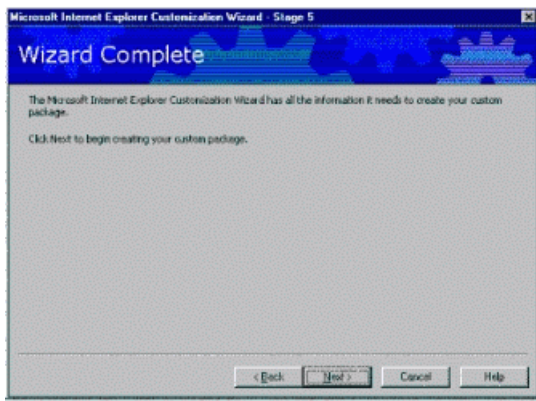 Microsoft Internet Explorer Customization Wizard - Stage 5
Wizard Complete
The Microsoft Internet Explorer Customization Wizard has all the information it needs to create your custom
package.
Click Next to begin creating your custom package.
< Back
Next >
Cancel
Help